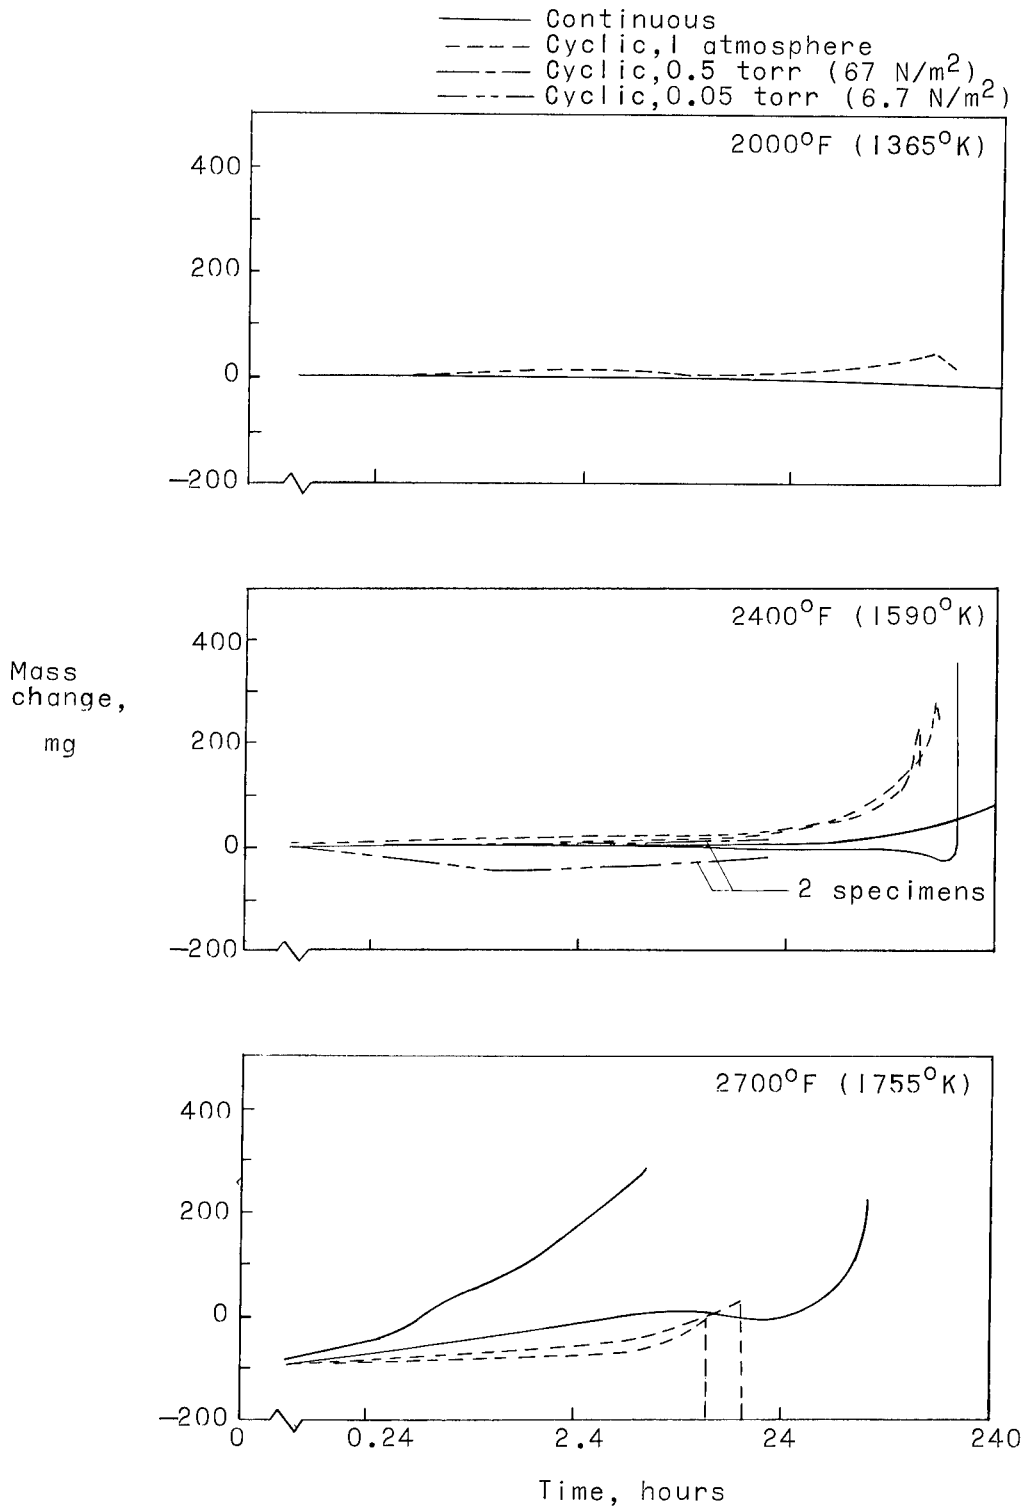 Continuous
Cyclic, 1 atmosphere
Cyclic, 0.5 torr (67 N/m²)
Cyclic, 0.05 torr (6.7 N/m²)
2000°F (1365°K)
400
200
0
−200
2400°F (1590°K)
400
200
0
−200
2 specimens
Mass
change,
mg
2700°F (1755°K)
400
200
0
−200
0 0.24 2.4 24 240
Time, hours